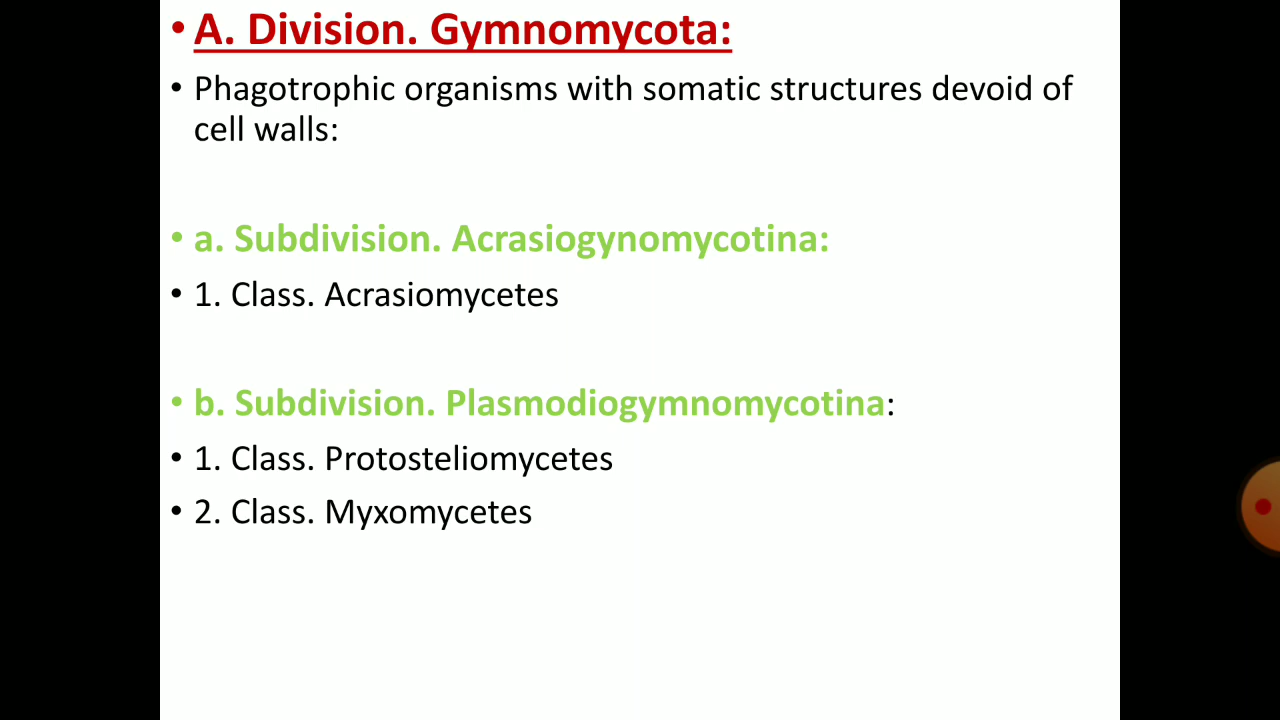 • A. Division. Gymnomycota:
• Phagotrophic organisms with somatic structures devoid of
cell walls:
• a. Subdivision. Acrasiogynomycotina:
• 1. Class. Acrasiomycetes
• b. Subdivision. Plasmodiogymnomycotina:
• 1. Class. Protosteliomycetes
• 2. Class. Myxomycetes